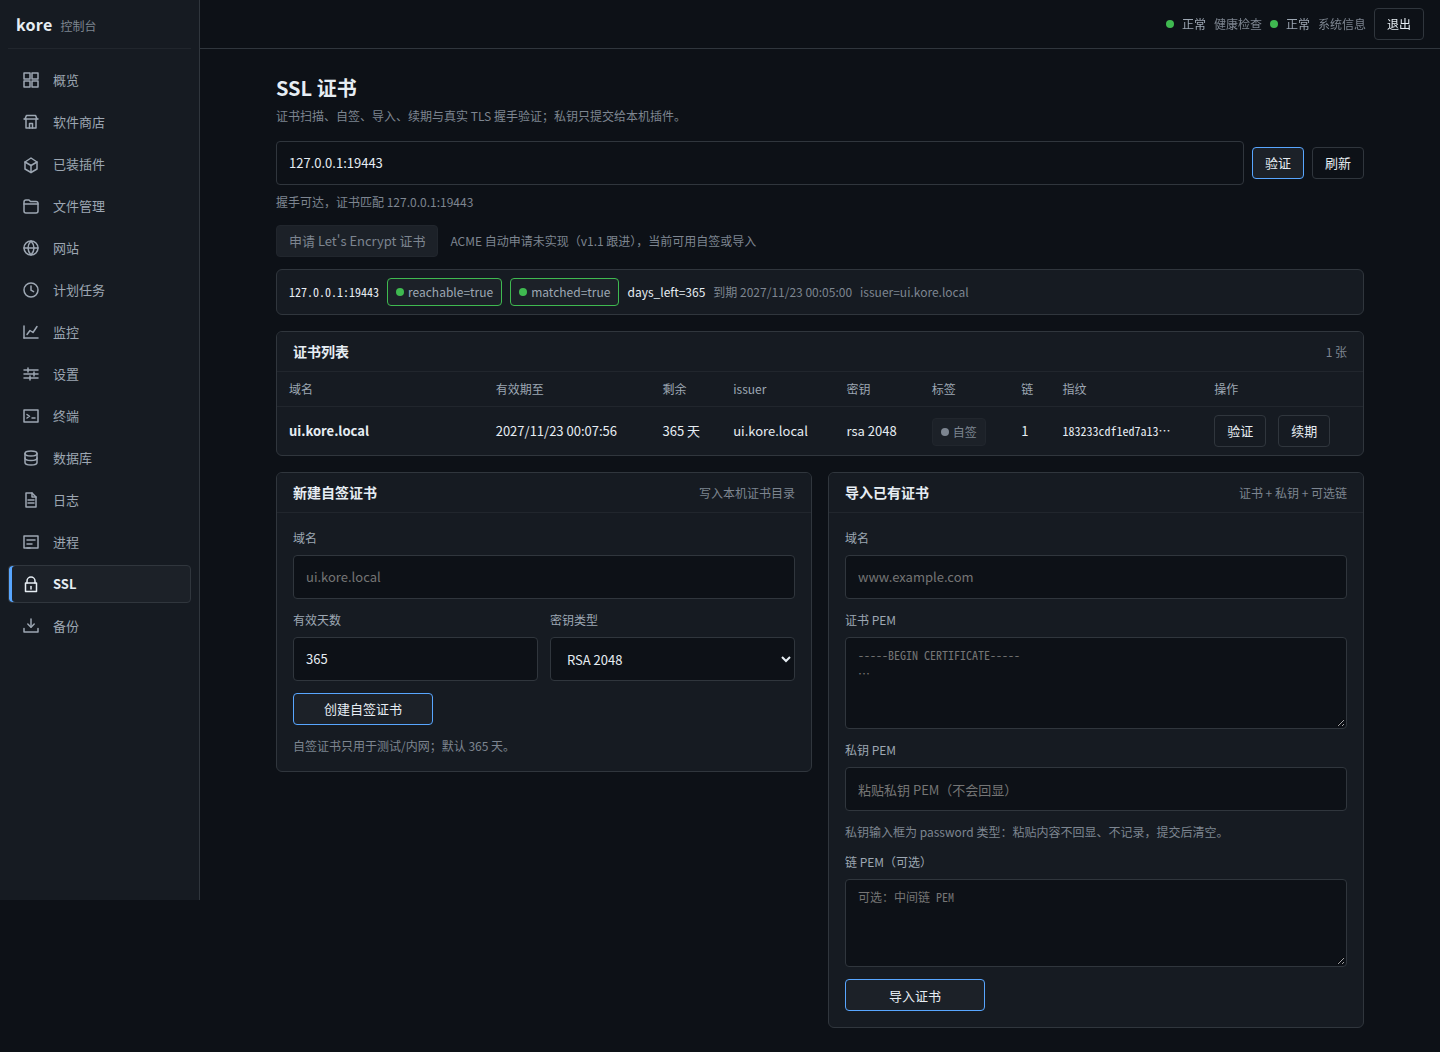 kore 控制台
正常 健康检查 正常 系统信息 退出
概览
软件商店
已装插件
文件管理
网站
计划任务
监控
设置
终端
数据库
日志
进程
SSL
备份
SSL 证书
证书扫描、自签、导入、续期与真实 TLS 握手验证；私钥只提交给本机插件。
127.0.0.1:19443 验证 刷新
握手可达，证书匹配 127.0.0.1:19443
申请 Let's Encrypt 证书 ACME 自动申请未实现（v1.1 跟进），当前可用自签或导入
127.0.0.1:19443 reachable=true matched=true days_left=365 到期 2027/11/23 00:05:00 issuer=ui.kore.local
证书列表 1 张
域名 有效期至 剩余 issuer 密钥 标签 链 指纹 操作
ui.kore.local 2027/11/23 00:07:56 365 天 ui.kore.local rsa 2048 自签 1 183233cdf1ed7a13… 验证 续期
新建自签证书 写入本机证书目录
域名
ui.kore.local
有效天数 密钥类型
365 RSA 2048
创建自签证书
自签证书只用于测试/内网；默认 365 天。
导入已有证书 证书 + 私钥 + 可选链
域名
www.example.com
证书 PEM
-----BEGIN CERTIFICATE-----
…
私钥 PEM
粘贴私钥 PEM（不会回显）
私钥输入框为 password 类型：粘贴内容不回显、不记录，提交后清空。
链 PEM（可选）
可选：中间链 PEM
导入证书